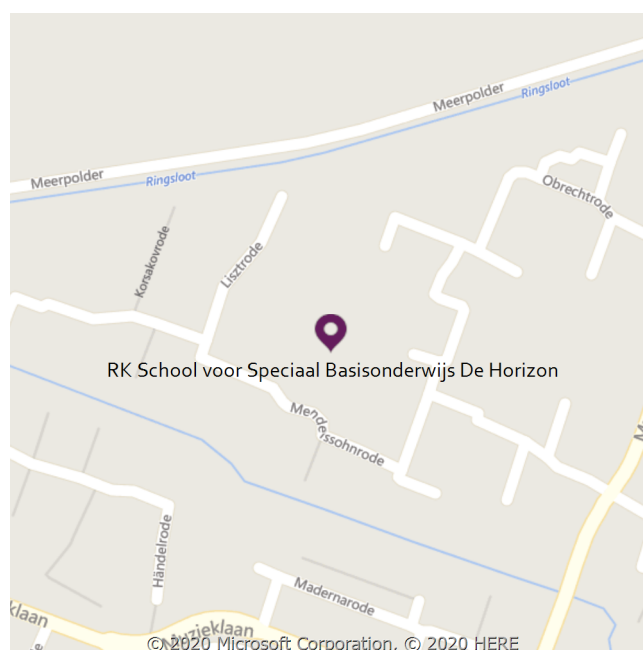 Meerpolder
Ringsloot
Meerpolder
Ringsloot
Obrechtrode
Korsakovrode
Lisztrode
RK School voor Speciaal Basisonderwijs De Horizon
Mendelssohnrode
Händelrode
Madernarode
klaan
Muzieklaan
© 2020 Microsoft Corporation, © 2020 HERE